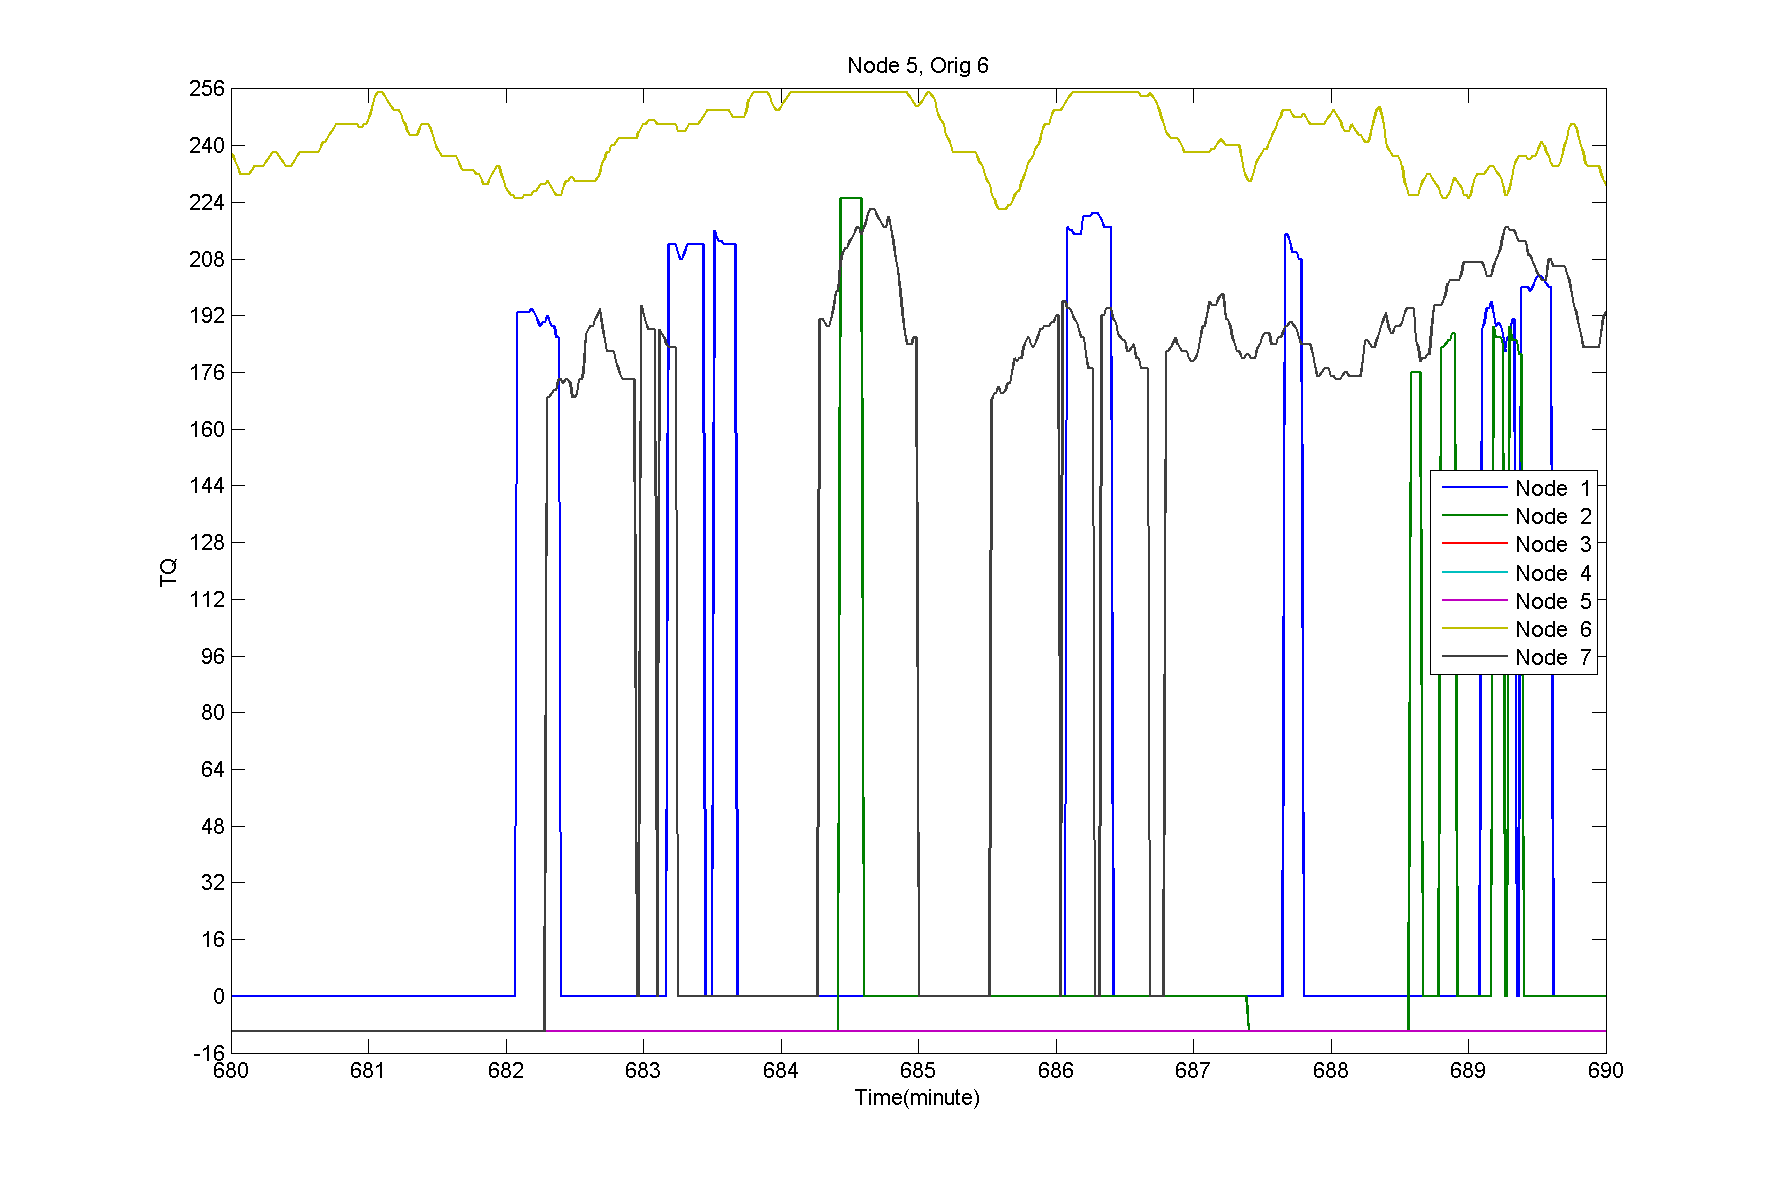 Node 5, Orig 6
256
240
224
208
192
176
160
144
128
112
96
80
64
48
32
16
0
-16
TQ
Node 1
Node 2
Node 3
Node 4
Node 5
Node 6
Node 7
680 681 682 683 684 685 686 687 688 689 690
Time(minute)